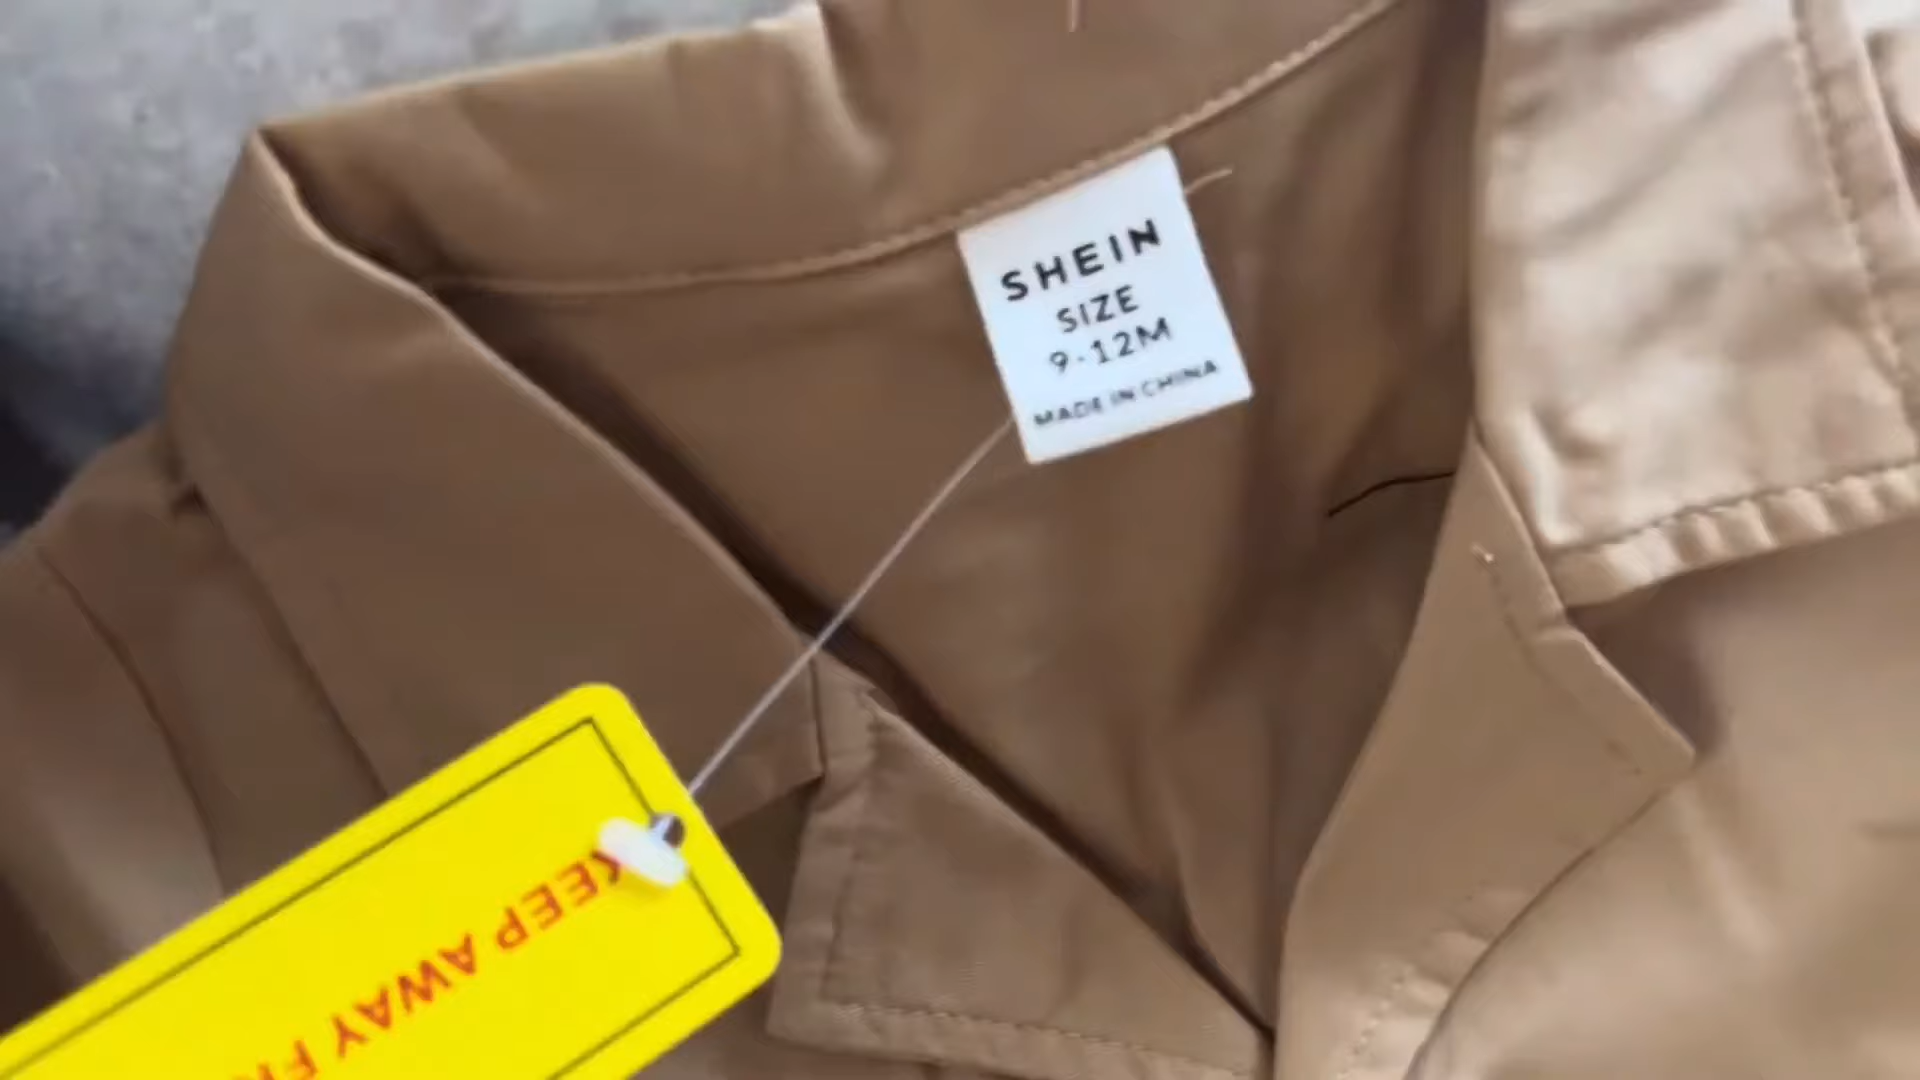 SHEIN
SIZE
9-12M
MADE IN CHINA
KEEP AWAY